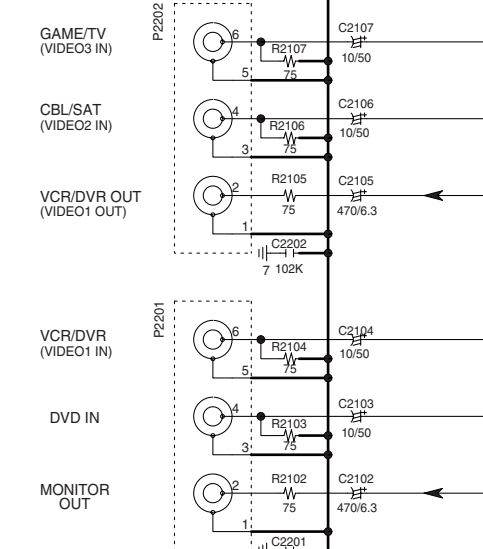 P2202
GAME/TV
(VIDEO3 IN)
6
R2107
75
C2107
10/50
5
CBL/SAT
(VIDEO2 IN)
4
R2106
75
C2106
10/50
3
VCR/DVR OUT
(VIDEO1 OUT)
2
R2105
75
C2105
470/6.3
1
C2202
7 102K
P2201
VCR/DVR
(VIDEO1 IN)
6
R2104
75
C2104
10/50
5
DVD IN
4
R2103
75
C2103
10/50
3
MONITOR
OUT
2
R2102
75
C2102
470/6.3
1
C2201